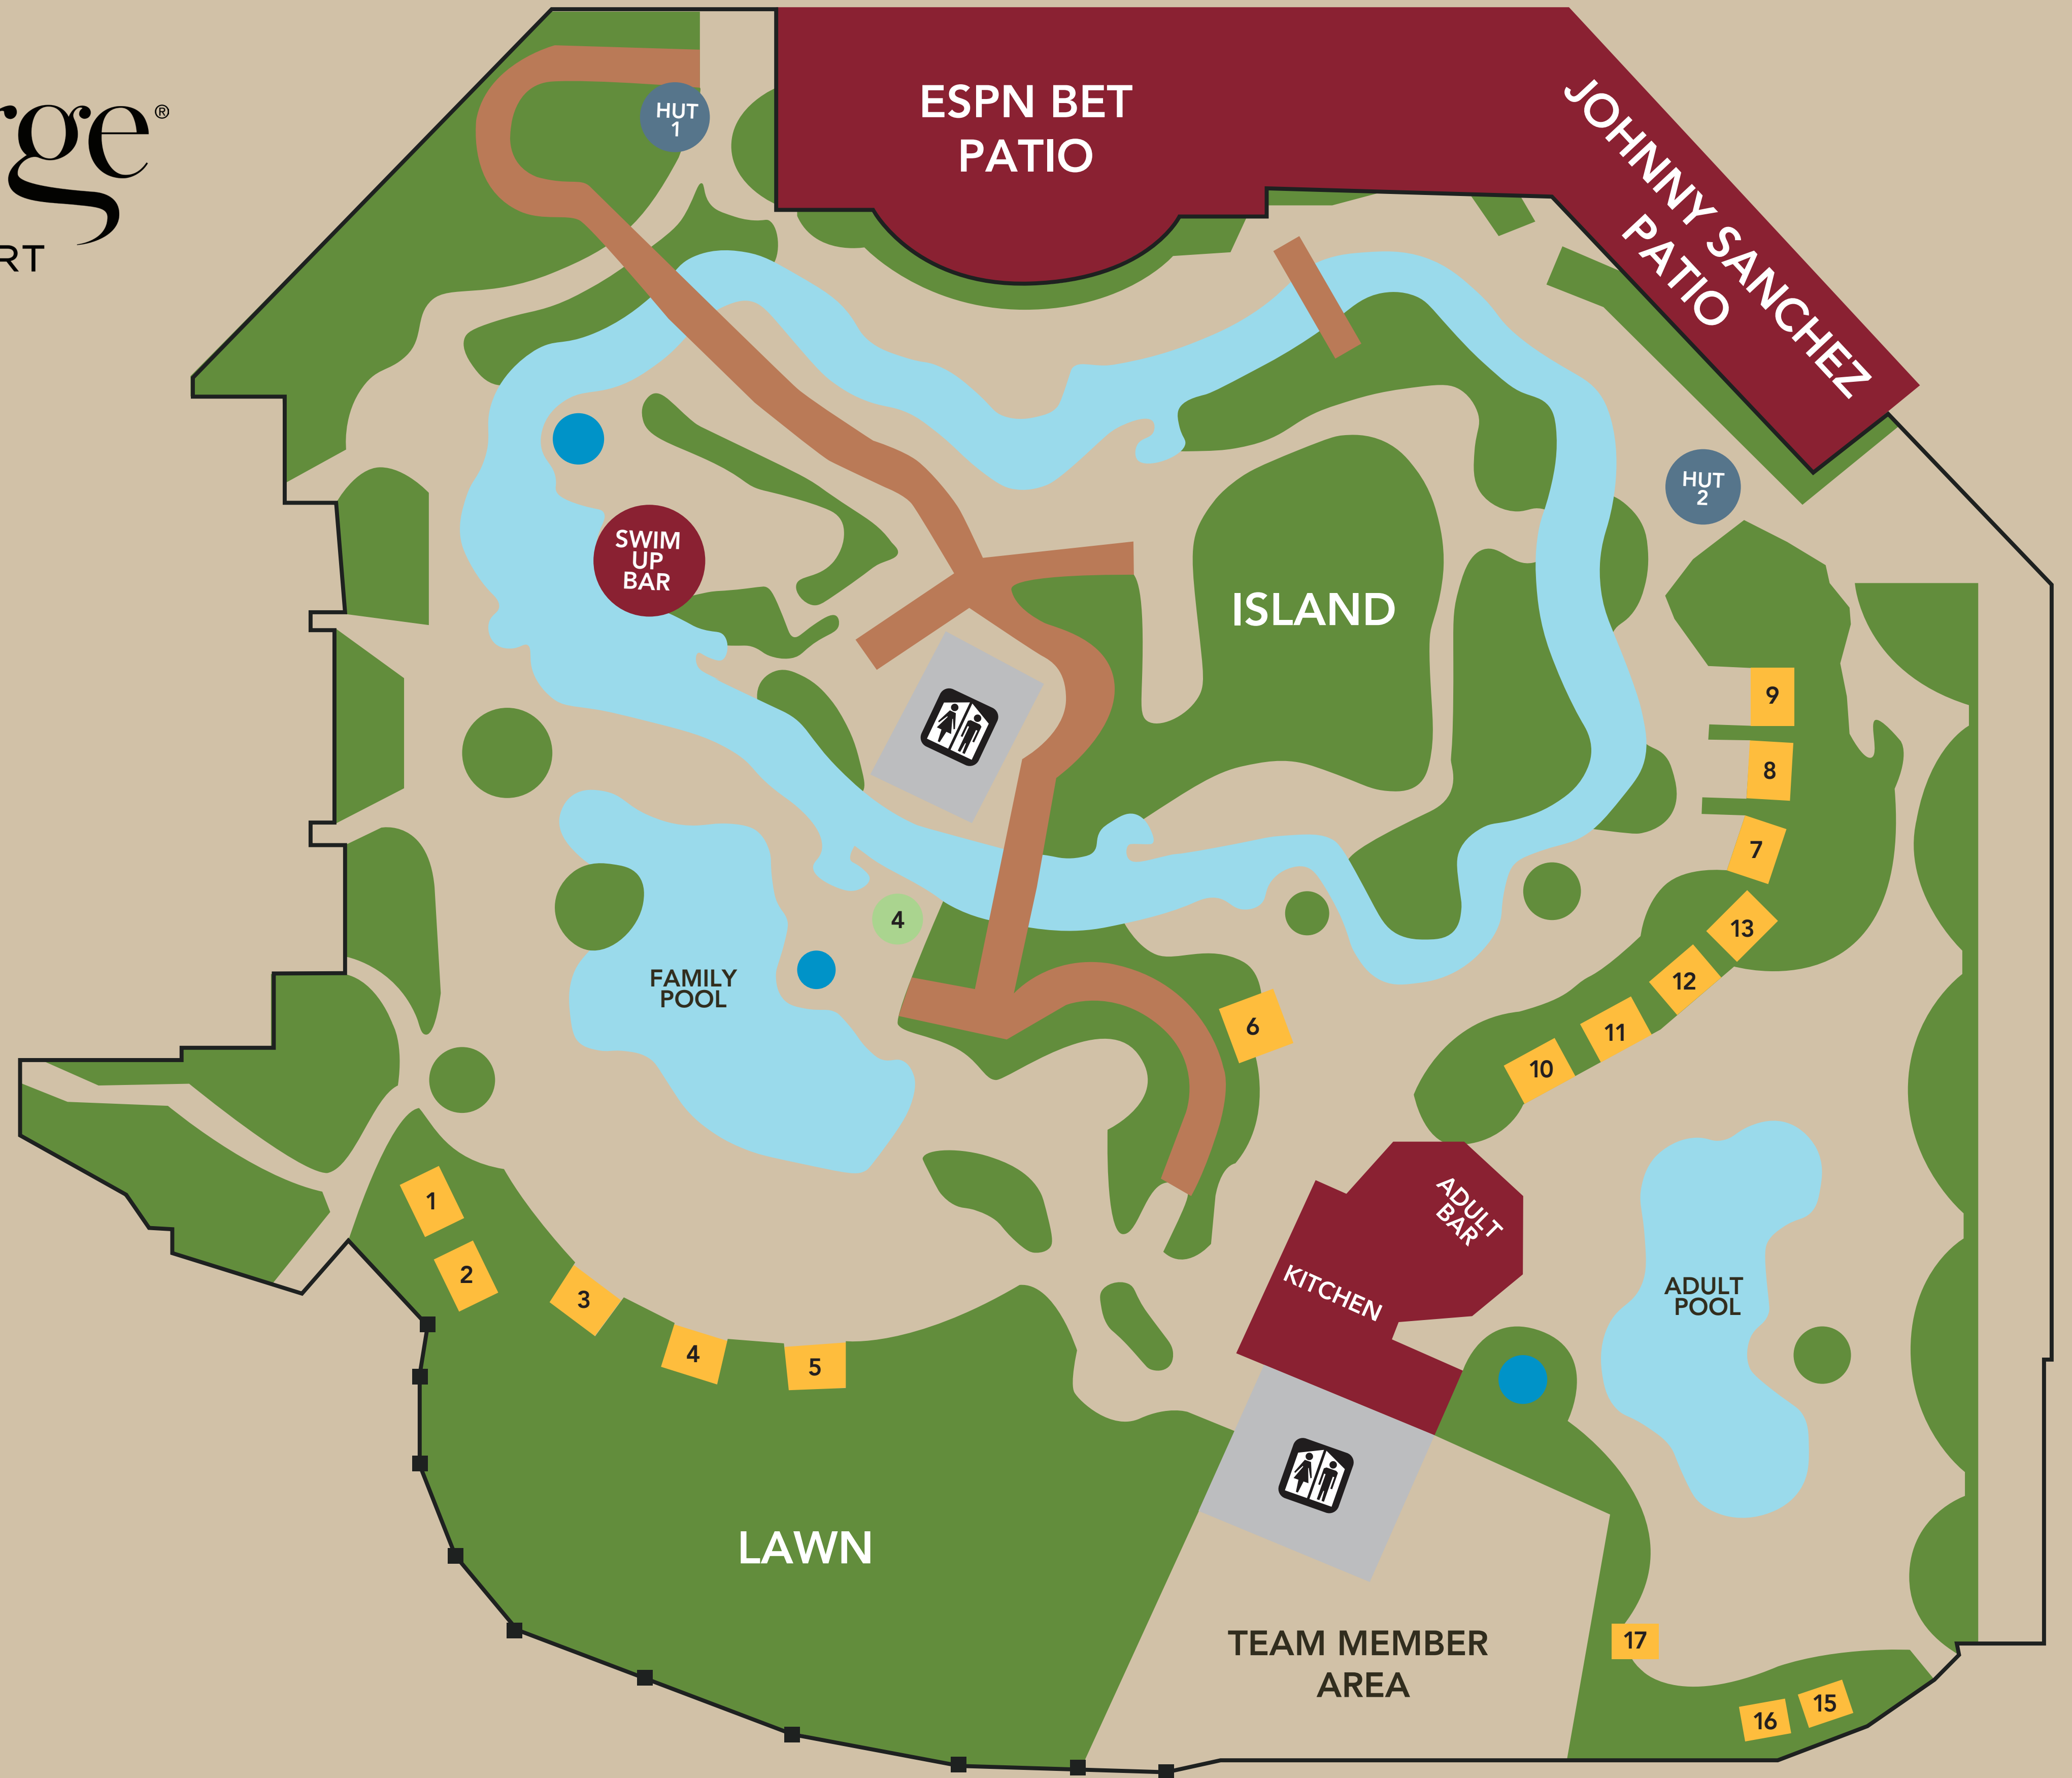 rge®
RT
HUT
1
ESPN BET
PATIO
JOHNNY SANCHEZ
PATIO
HUT
2
SWIM
UP
BAR
ISLAND
9
8
7
13
12
11
10
4
FAMILY
POOL
6
1
2
3
4
5
ADULT
BAR
KITCHEN
ADULT
POOL
LAWN
TEAM MEMBER
AREA
17
16
15